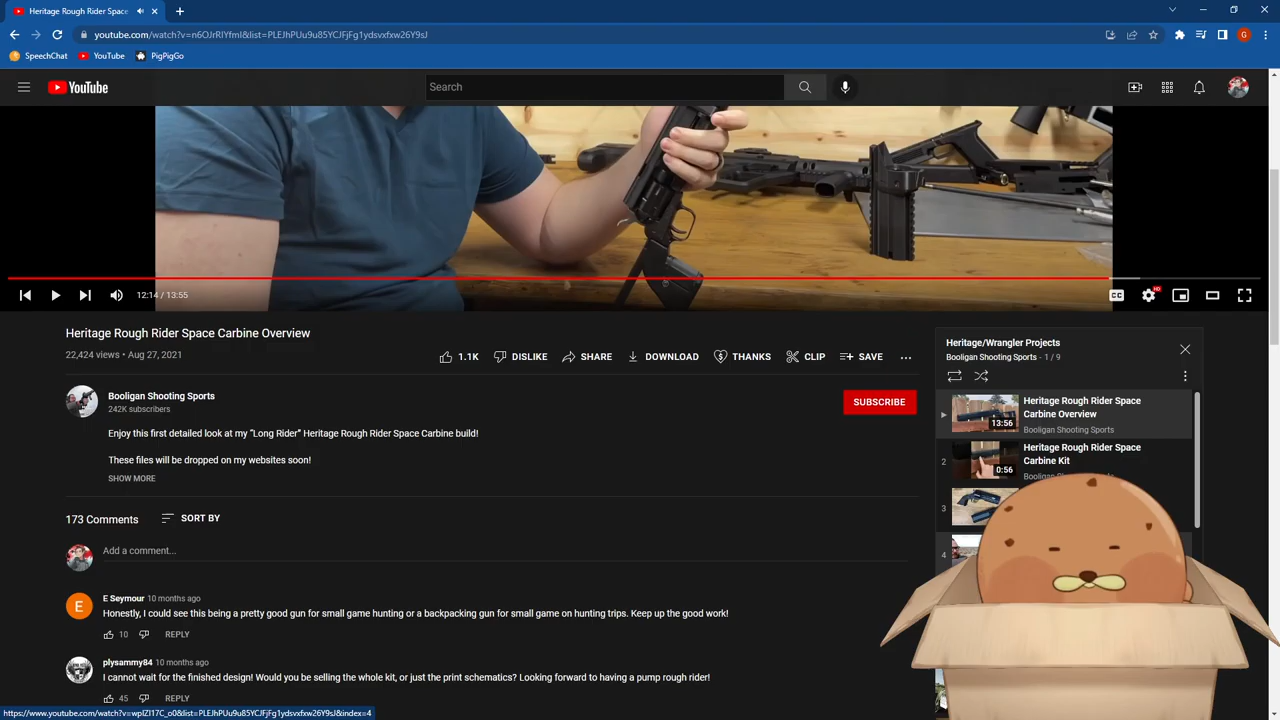 Heritage Rough Rider Space
youtube.com/watch?v=n6OJrRIYfmI&list=PLEJhPUu9u85YCJFjFg1ydsvxfxw26Y9sJ
G
SpeechChat
YouTube
PigPigGo
YouTube
Search
12:14 / 13:55
CC
HD
Heritage Rough Rider Space Carbine Overview
22,424 views • Aug 27, 2021
1.1K
DISLIKE
SHARE
DOWNLOAD
THANKS
CLIP
SAVE
Booligan Shooting Sports
242K subscribers
SUBSCRIBE
Enjoy this first detailed look at my "Long Rider" Heritage Rough Rider Space Carbine build!
These files will be dropped on my websites soon!
SHOW MORE
173 Comments
SORT BY
Add a comment...
E
E Seymour 10 months ago
Honestly, I could see this being a pretty good gun for small game hunting or a backpacking gun for small game on hunting trips. Keep up the good work!
10
REPLY
plysammy84 10 months ago
I cannot wait for the finished design! Would you be selling the whole kit, or just the print schematics? Looking forward to having a pump rough rider!
45
REPLY
Heritage/Wrangler Projects
Booligan Shooting Sports - 1 / 9
13:56
Heritage Rough Rider Space
Carbine Overview
Booligan Shooting Sports
2
0:56
Heritage Rough Rider Space
Carbine Kit
3
4
https://www.youtube.com/watch?v=wpIZI17C_o0&list=PLEJhPUu9u85YCJFjFg1ydsvxfxw26Y9sJ&index=4